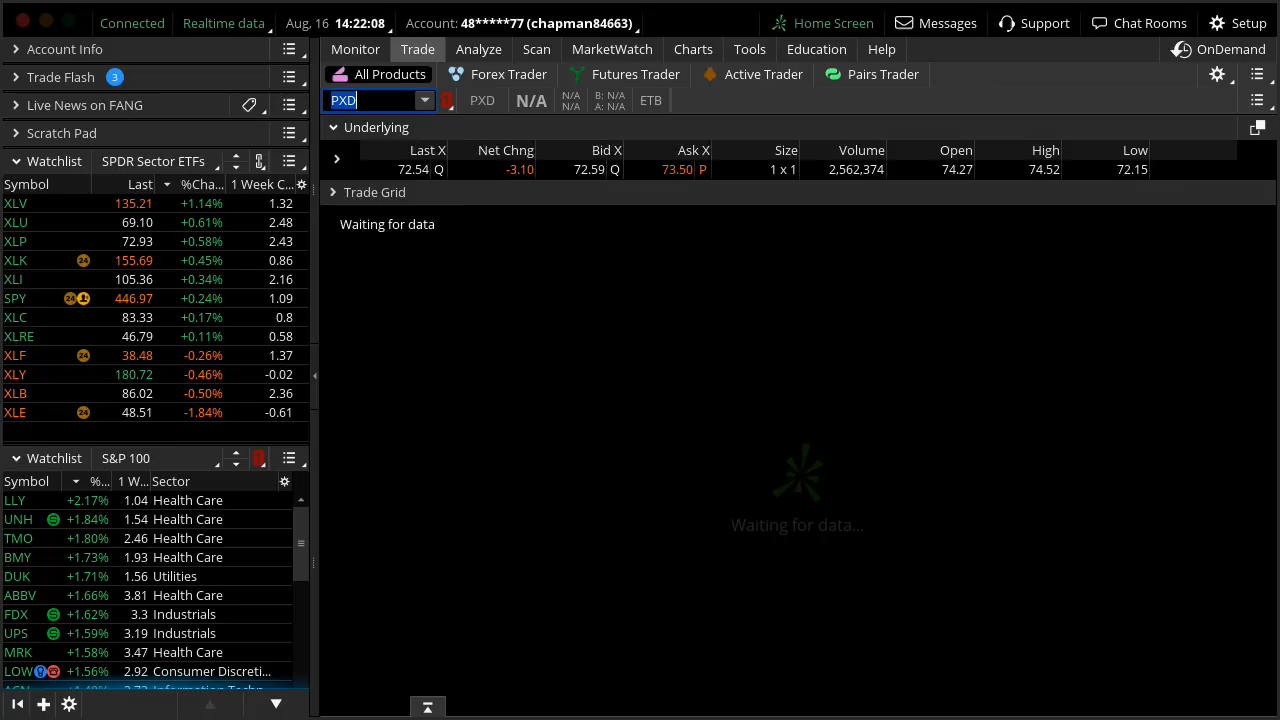 Connected Realtime data Aug. 16 14:22:08 Account: 48*****77 (chapman84663) Home Screen Messages Support Chat Rooms Setup
Account Info
Trade Flash 3
Live News on FANG
Scratch Pad
Watchlist SPDR Sector ETFs
Symbol Last %Cha... 1 Week C...
XLV 135.21 +1.14% 1.32
XLU 69.10 +0.61% 2.48
XLP 72.93 +0.58% 2.43
XLK 24 155.69 +0.45% 0.86
XLI 105.36 +0.34% 2.16
SPY 24 446.97 +0.24% 1.09
XLC 83.33 +0.17% 0.8
XLRE 46.79 +0.11% 0.58
XLF 24 38.48 -0.26% 1.37
XLY 180.72 -0.46% -0.02
XLB 86.02 -0.50% 2.36
XLE 24 48.51 -1.84% -0.61
Watchlist S&P 100 1
Symbol %... 1 W... Sector
LLY +2.17% 1.04 Health Care
UNH +1.84% 1.54 Health Care
TMO +1.80% 2.46 Health Care
BMY +1.73% 1.93 Health Care
DUK +1.71% 1.56 Utilities
ABBV +1.66% 3.81 Health Care
FDX +1.62% 3.3 Industrials
UPS +1.59% 3.19 Industrials
MRK +1.58% 3.47 Health Care
LOW +1.56% 2.92 Consumer Discreti...
Monitor Trade Analyze Scan MarketWatch Charts Tools Education Help OnDemand
All Products Forex Trader Futures Trader Active Trader Pairs Trader
PXD 1 PXD N/A N/A N/A B: N/A A: N/A ETB
Underlying
Last X Net Chng Bid X Ask X Size Volume Open High Low
72.54 Q -3.10 72.59 Q 73.50 P 1 x 1 2,562,374 74.27 74.52 72.15
Trade Grid
Waiting for data
Waiting for data...